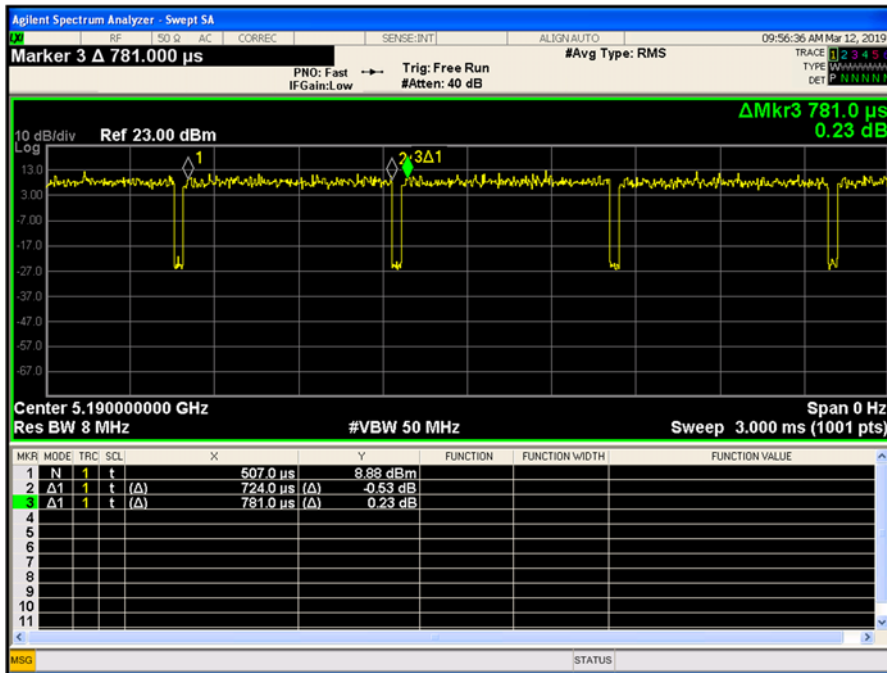 Agilent Spectrum Analyzer - Swept SA
LXI RF 50 Ω AC CORREC SENSE:INT ALIGN AUTO 09:56:36 AM Mar 12, 2019
Marker 3 Δ 781.000 µs
PNO: Fast
IFGain:Low
Trig: Free Run
#Atten: 40 dB
#Avg Type: RMS
TRACE 1 2 3 4 5
TYPE W
DET P N N N N
ΔMkr3 781.0 µs
0.23 dB
10 dB/div Ref 23.00 dBm
Log
1
2 3Δ1
13.0
3.00
-7.00
-17.0
-27.0
-37.0
-47.0
-57.0
-67.0
Center 5.190000000 GHz Span 0 Hz
Res BW 8 MHz #VBW 50 MHz Sweep 3.000 ms (1001 pts)
MKR MODE TRC SCL X Y FUNCTION FUNCTION WIDTH FUNCTION VALUE
1 N 1 t 507.0 µs 8.88 dBm
2 Δ1 1 t (Δ) 724.0 µs (Δ) -0.53 dB
3 Δ1 1 t (Δ) 781.0 µs (Δ) 0.23 dB
4
5
6
7
8
9
10
11
MSG STATUS